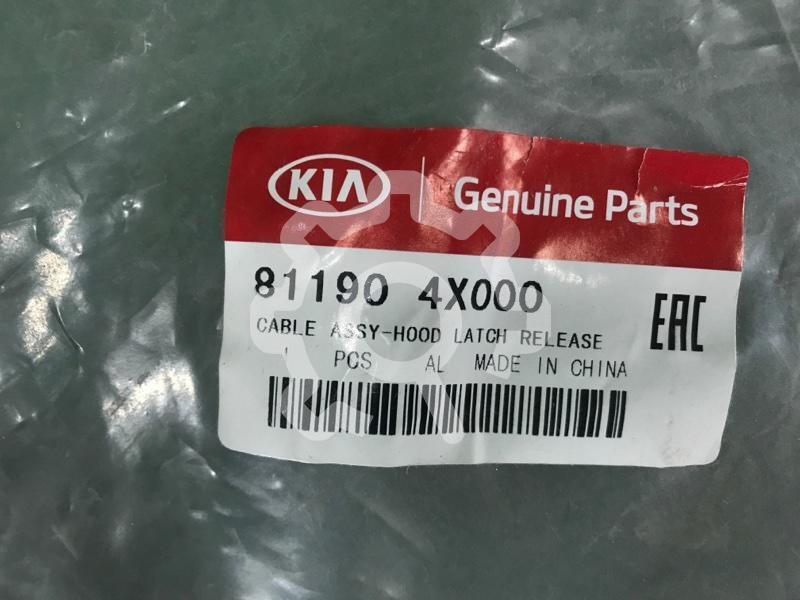 KIA Genuine Parts
81190 4X000
CABLE ASSY-HOOD LATCH RELEASE
EAC
PCS AL MADE IN CHINA